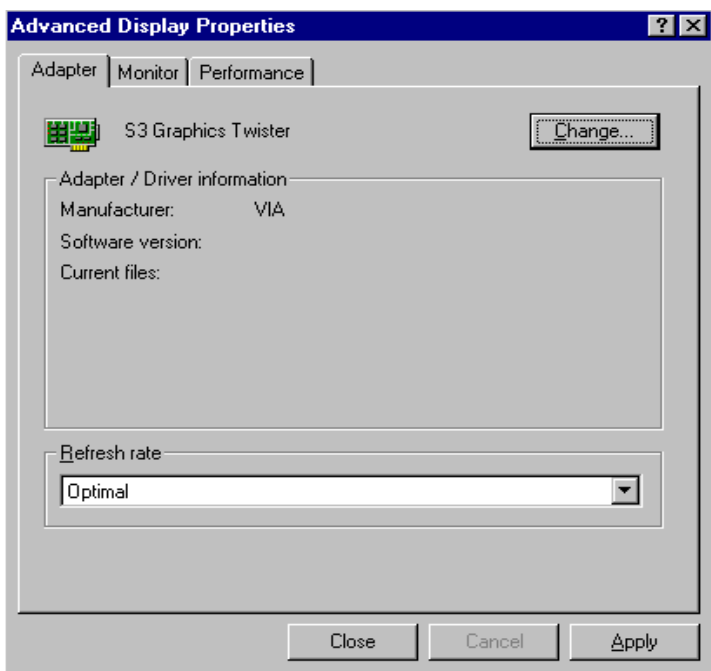 Advanced Display Properties
Adapter Monitor Performance
S3 Graphics Twister Change...
Adapter / Driver information
Manufacturer: VIA
Software version:
Current files:
Refresh rate
Optimal
Close Cancel Apply